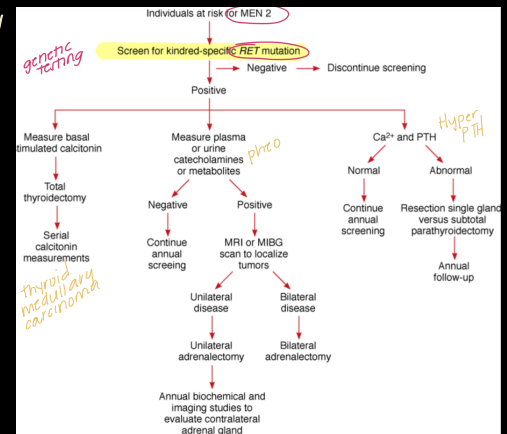 Individuals at risk for MEN 2
genetic
testing
Screen for kindred-specific RET mutation
Negative
Discontinue screening
Positive
Measure basal
stimulated calcitonin
Total
thyroidectomy
Serial
calcitonin
measurements
thyroid
medullary
carcinoma
Measure plasma
or urine
catecholamines
or metabolites
pheo
Negative
Positive
Continue
annual
screeing
MRI or MIBG
scan to localize
tumors
Unilateral
disease
Bilateral
disease
Unilateral
adrenalectomy
Bilateral
adrenalectomy
Annual biochemical and
imaging studies to
evaluate contralateral
adrenal gland
Ca2+ and PTH
Hyper
PTH
Normal
Abnormal
Continue
annual
screening
Resection single gland
versus subtotal
parathyroidectomy
Annual
follow-up